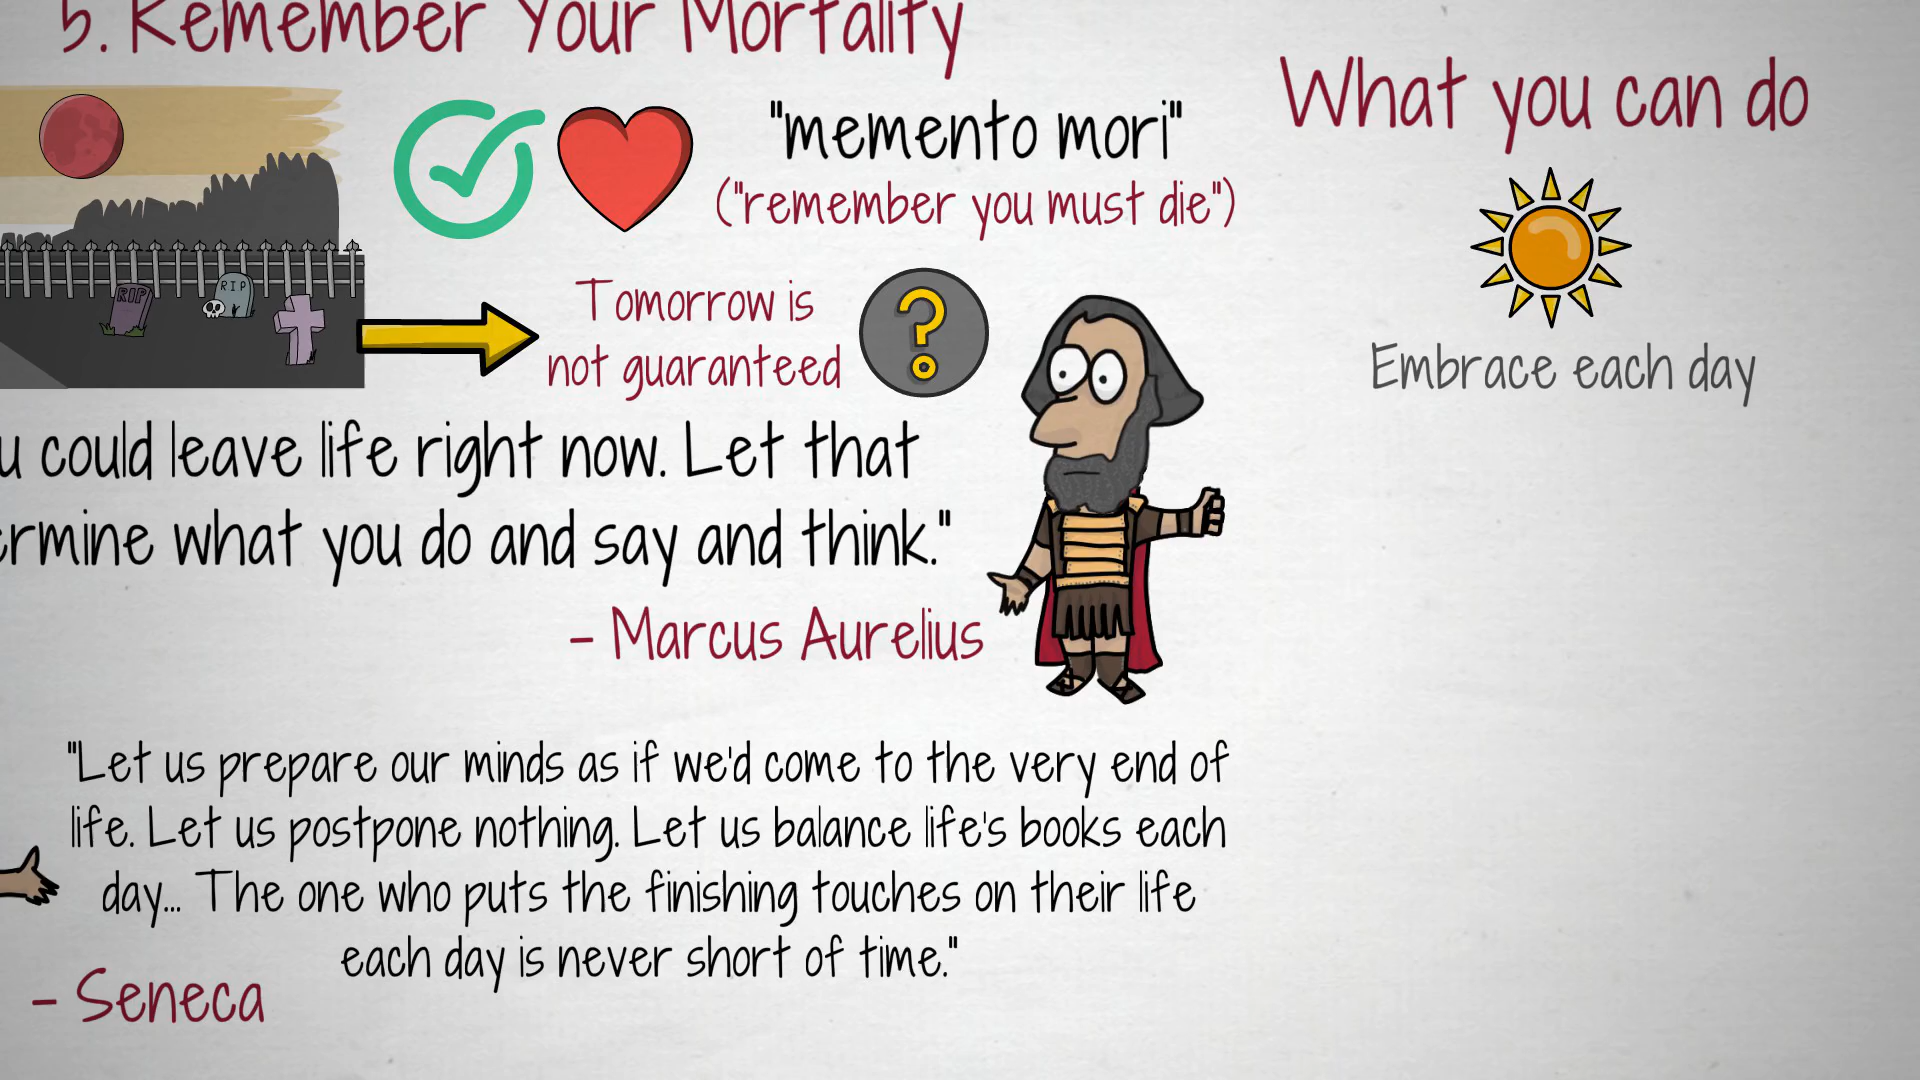 5. Remember Your Mortality
What you can do
"memento mori"
("remember you must die")
RIP
RIP
Tomorrow is
not guaranteed
Embrace each day
u could leave life right now. Let that
ermine what you do and say and think."
- Marcus Aurelius
"Let us prepare our minds as if we'd come to the very end of
life. Let us postpone nothing. Let us balance life's books each
day... The one who puts the finishing touches on their life
each day is never short of time."
- Seneca